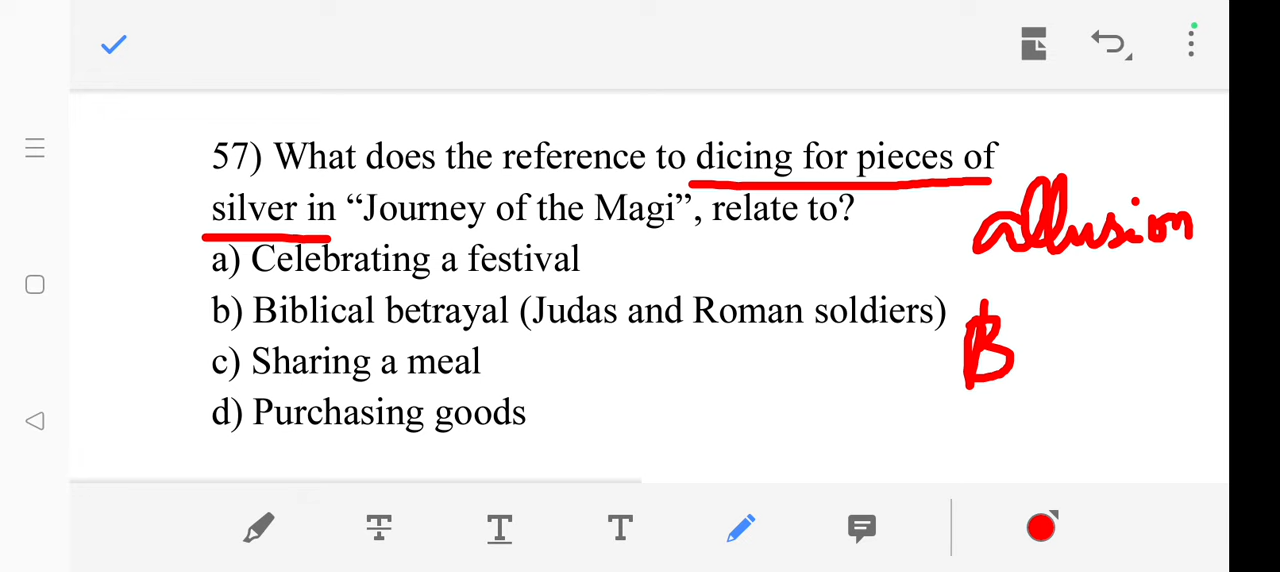 57) What does the reference to dicing for pieces of
silver in “Journey of the Magi”, relate to?
allusion
a) Celebrating a festival
b) Biblical betrayal (Judas and Roman soldiers)
B
c) Sharing a meal
d) Purchasing goods
T T T